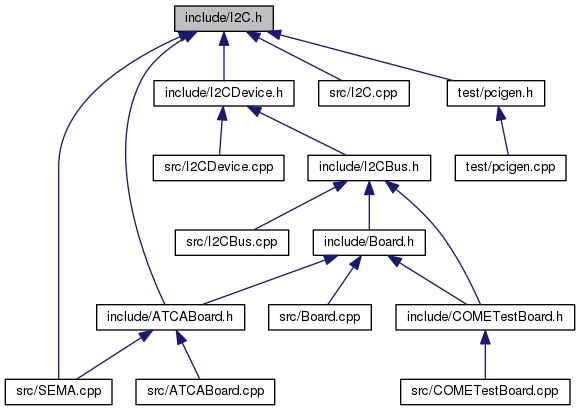 include/I2C.h
include/I2CDevice.h
src/I2C.cpp
test/pcigen.h
src/I2CDevice.cpp
include/I2CBus.h
test/pcigen.cpp
src/I2CBus.cpp
include/Board.h
include/ATCABoard.h
src/Board.cpp
include/COMETestBoard.h
src/SEMA.cpp
src/ATCABoard.cpp
src/COMETestBoard.cpp